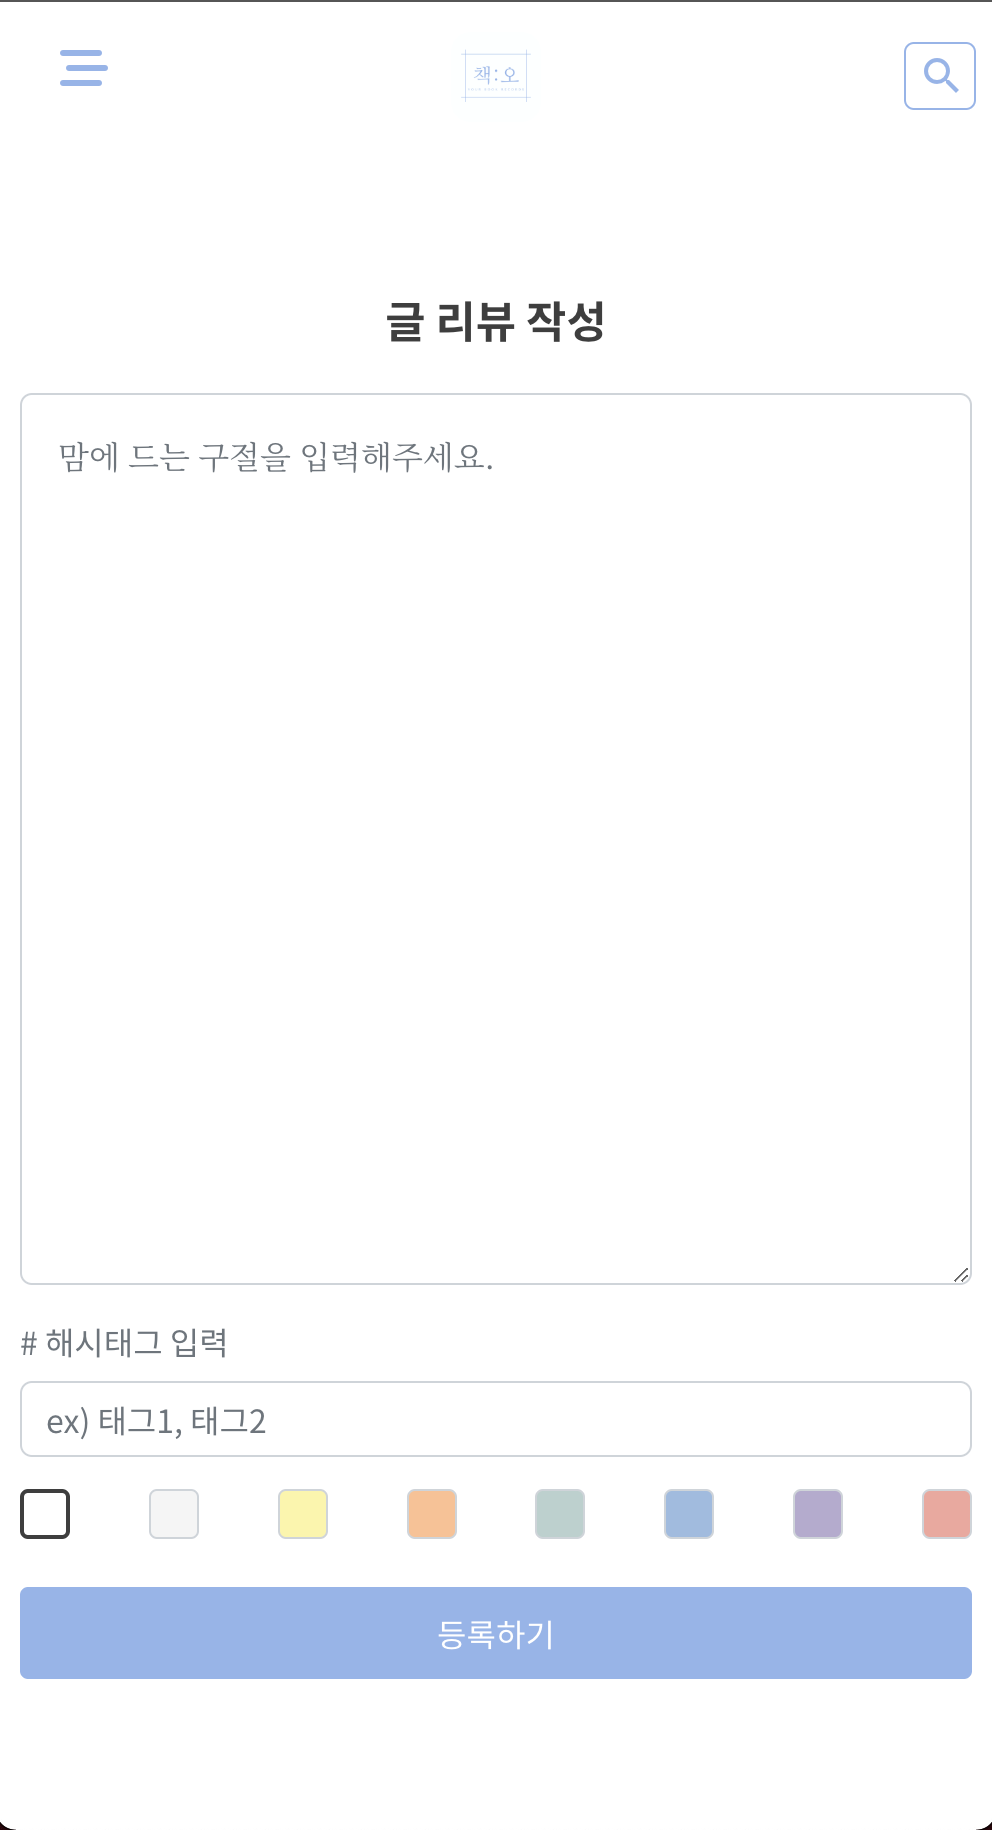 책:오
글 리뷰 작성
맘에 드는 구절을 입력해주세요.
# 해시태그 입력
ex) 태그1, 태그2
등록하기